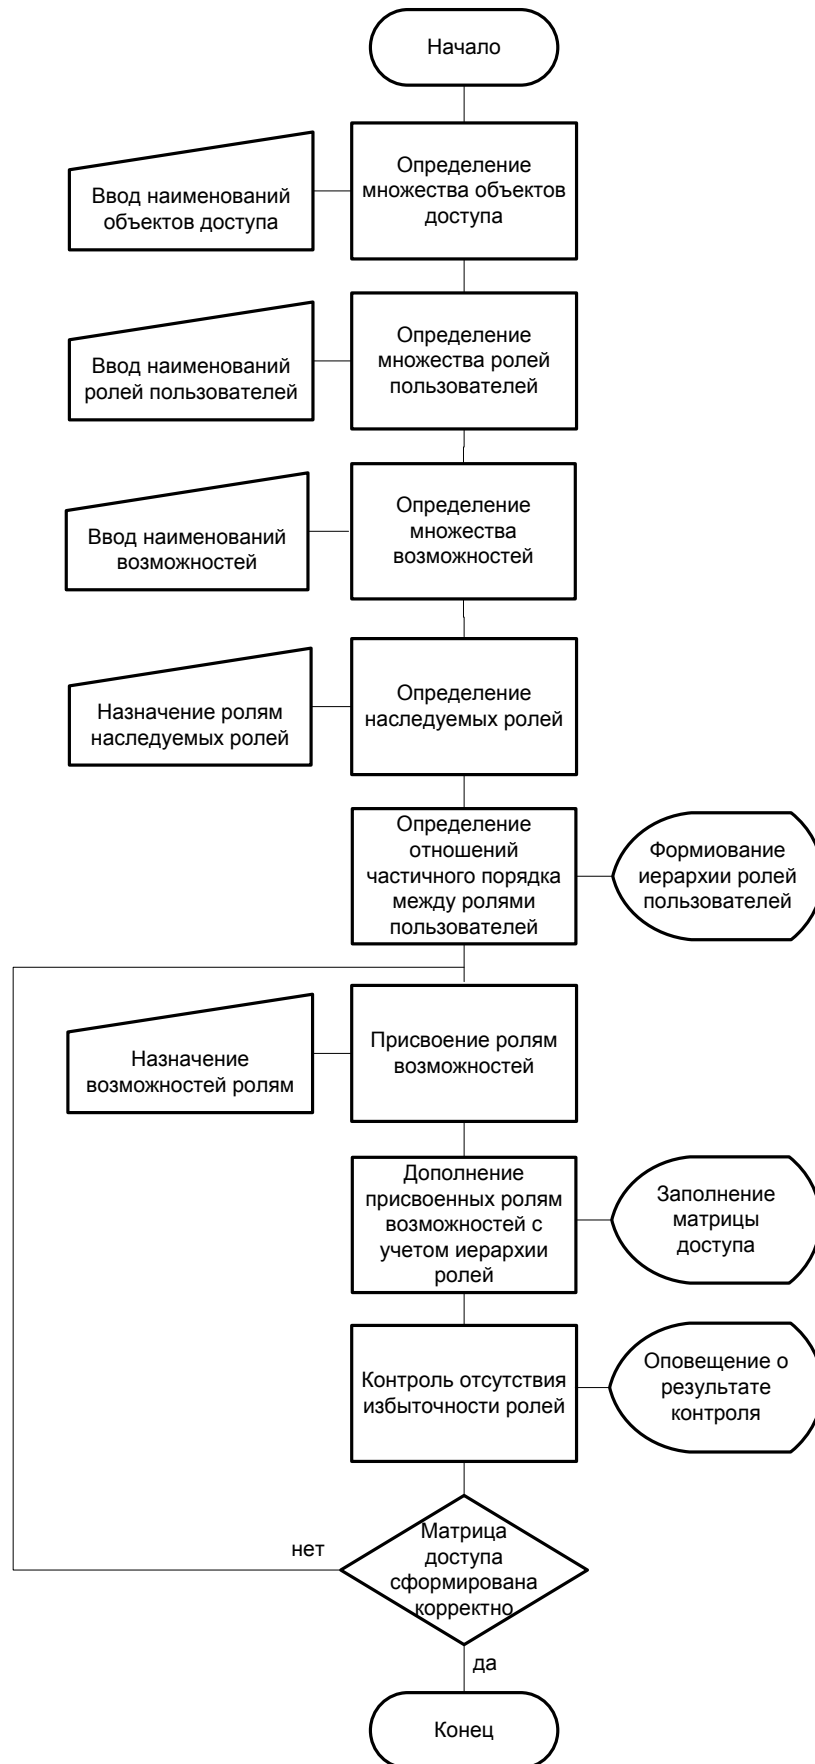 Начало
Ввод наименований
объектов доступа
Определение
множества объектов
доступа
Ввод наименований
ролей пользователей
Определение
множества ролей
пользователей
Ввод наименований
возможностей
Определение
множества
возможностей
Назначение ролям
наследуемых ролей
Определение
наследуемых ролей
Определение
отношений
частичного порядка
между ролями
пользователей
Формиование
иерархии ролей
пользователей
Назначение
возможностей ролям
Присвоение ролям
возможностей
Дополнение
присвоенных ролям
возможностей с
учетом иерархии
ролей
Заполнение
матрицы
доступа
Контроль отсутствия
избыточности ролей
Оповещение о
результате
контроля
нет
Матрица
доступа
сформирована
корректно
да
Конец